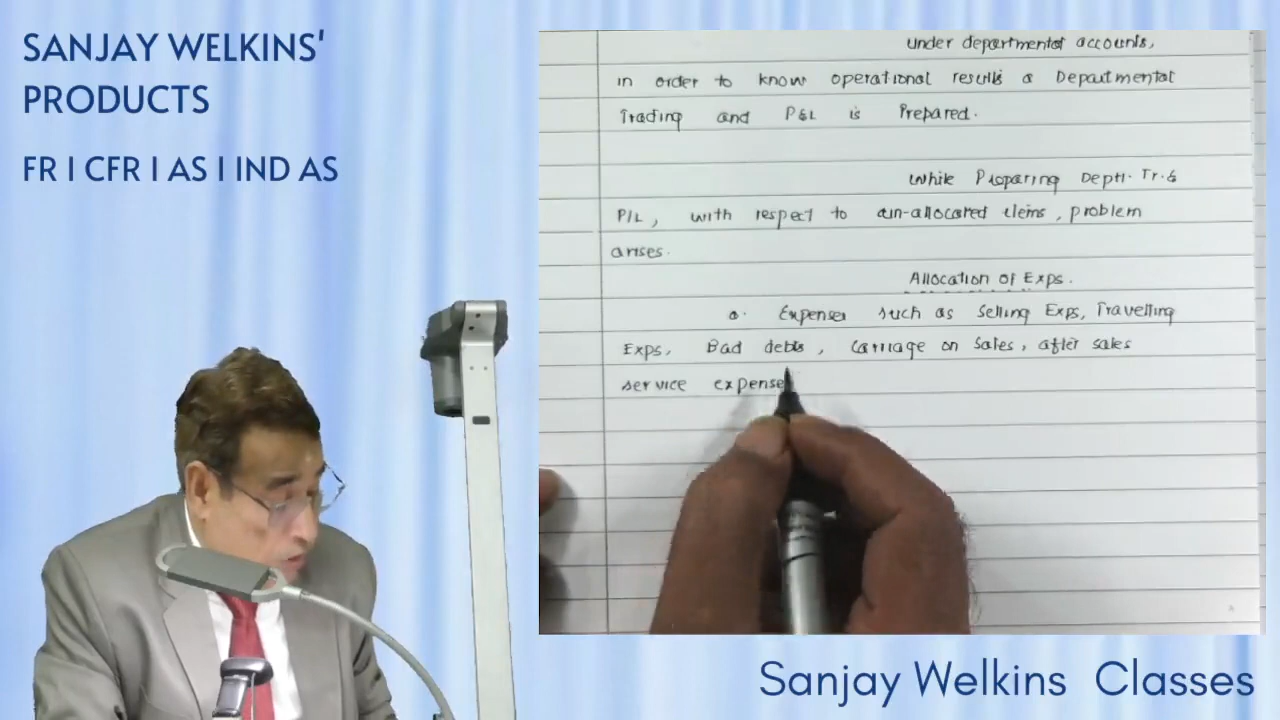 SANJAY WELKINS'
PRODUCTS
FR I CFR I AS I IND AS
under departmental accounts,
in order to know operational results a Departmental
Trading and P&L is Prepared.
While Preparing Deptl. Tr. &
P/L, with respect to un-allocated items, problem
arises.
Allocation of Exps.
a. Expenses such as Selling Exps, Travelling
Exps, Bad debts, Carriage on Sales, after sales
service expense
Sanjay Welkins Classes